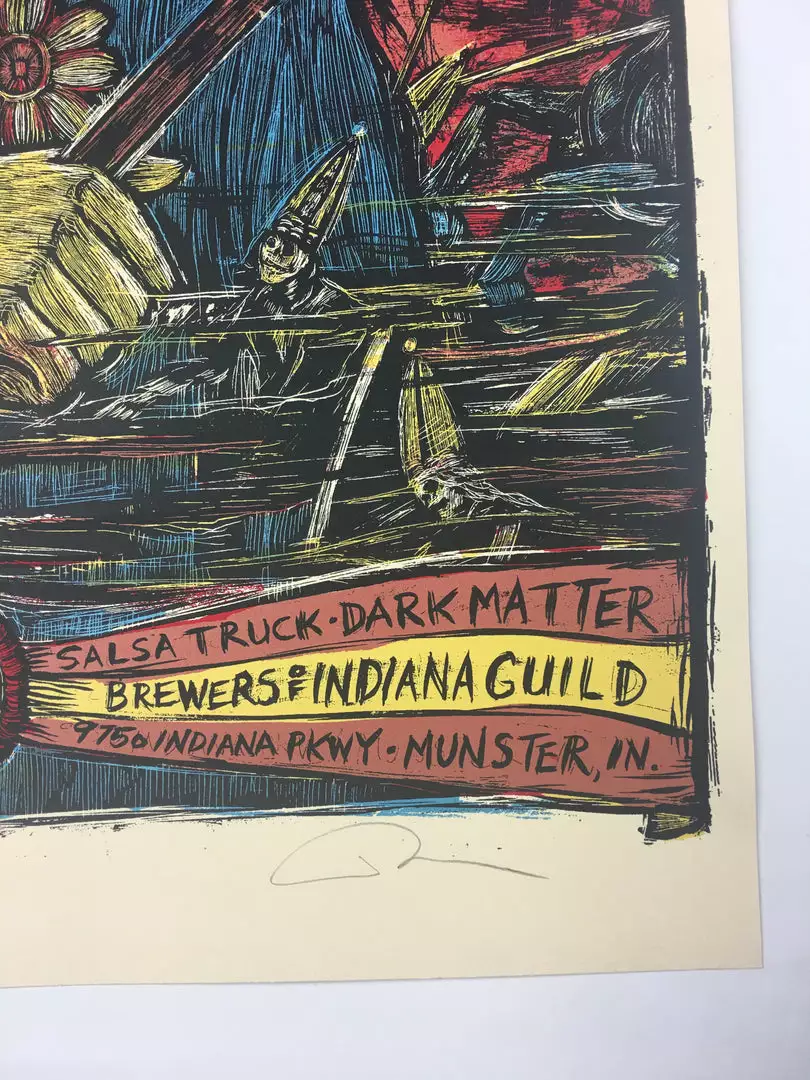 SALSA TRUCK · DARK MATTER
BREWERS OF INDIANA GUILD
9750 INDIANA PKWY · MUNSTER, IN.